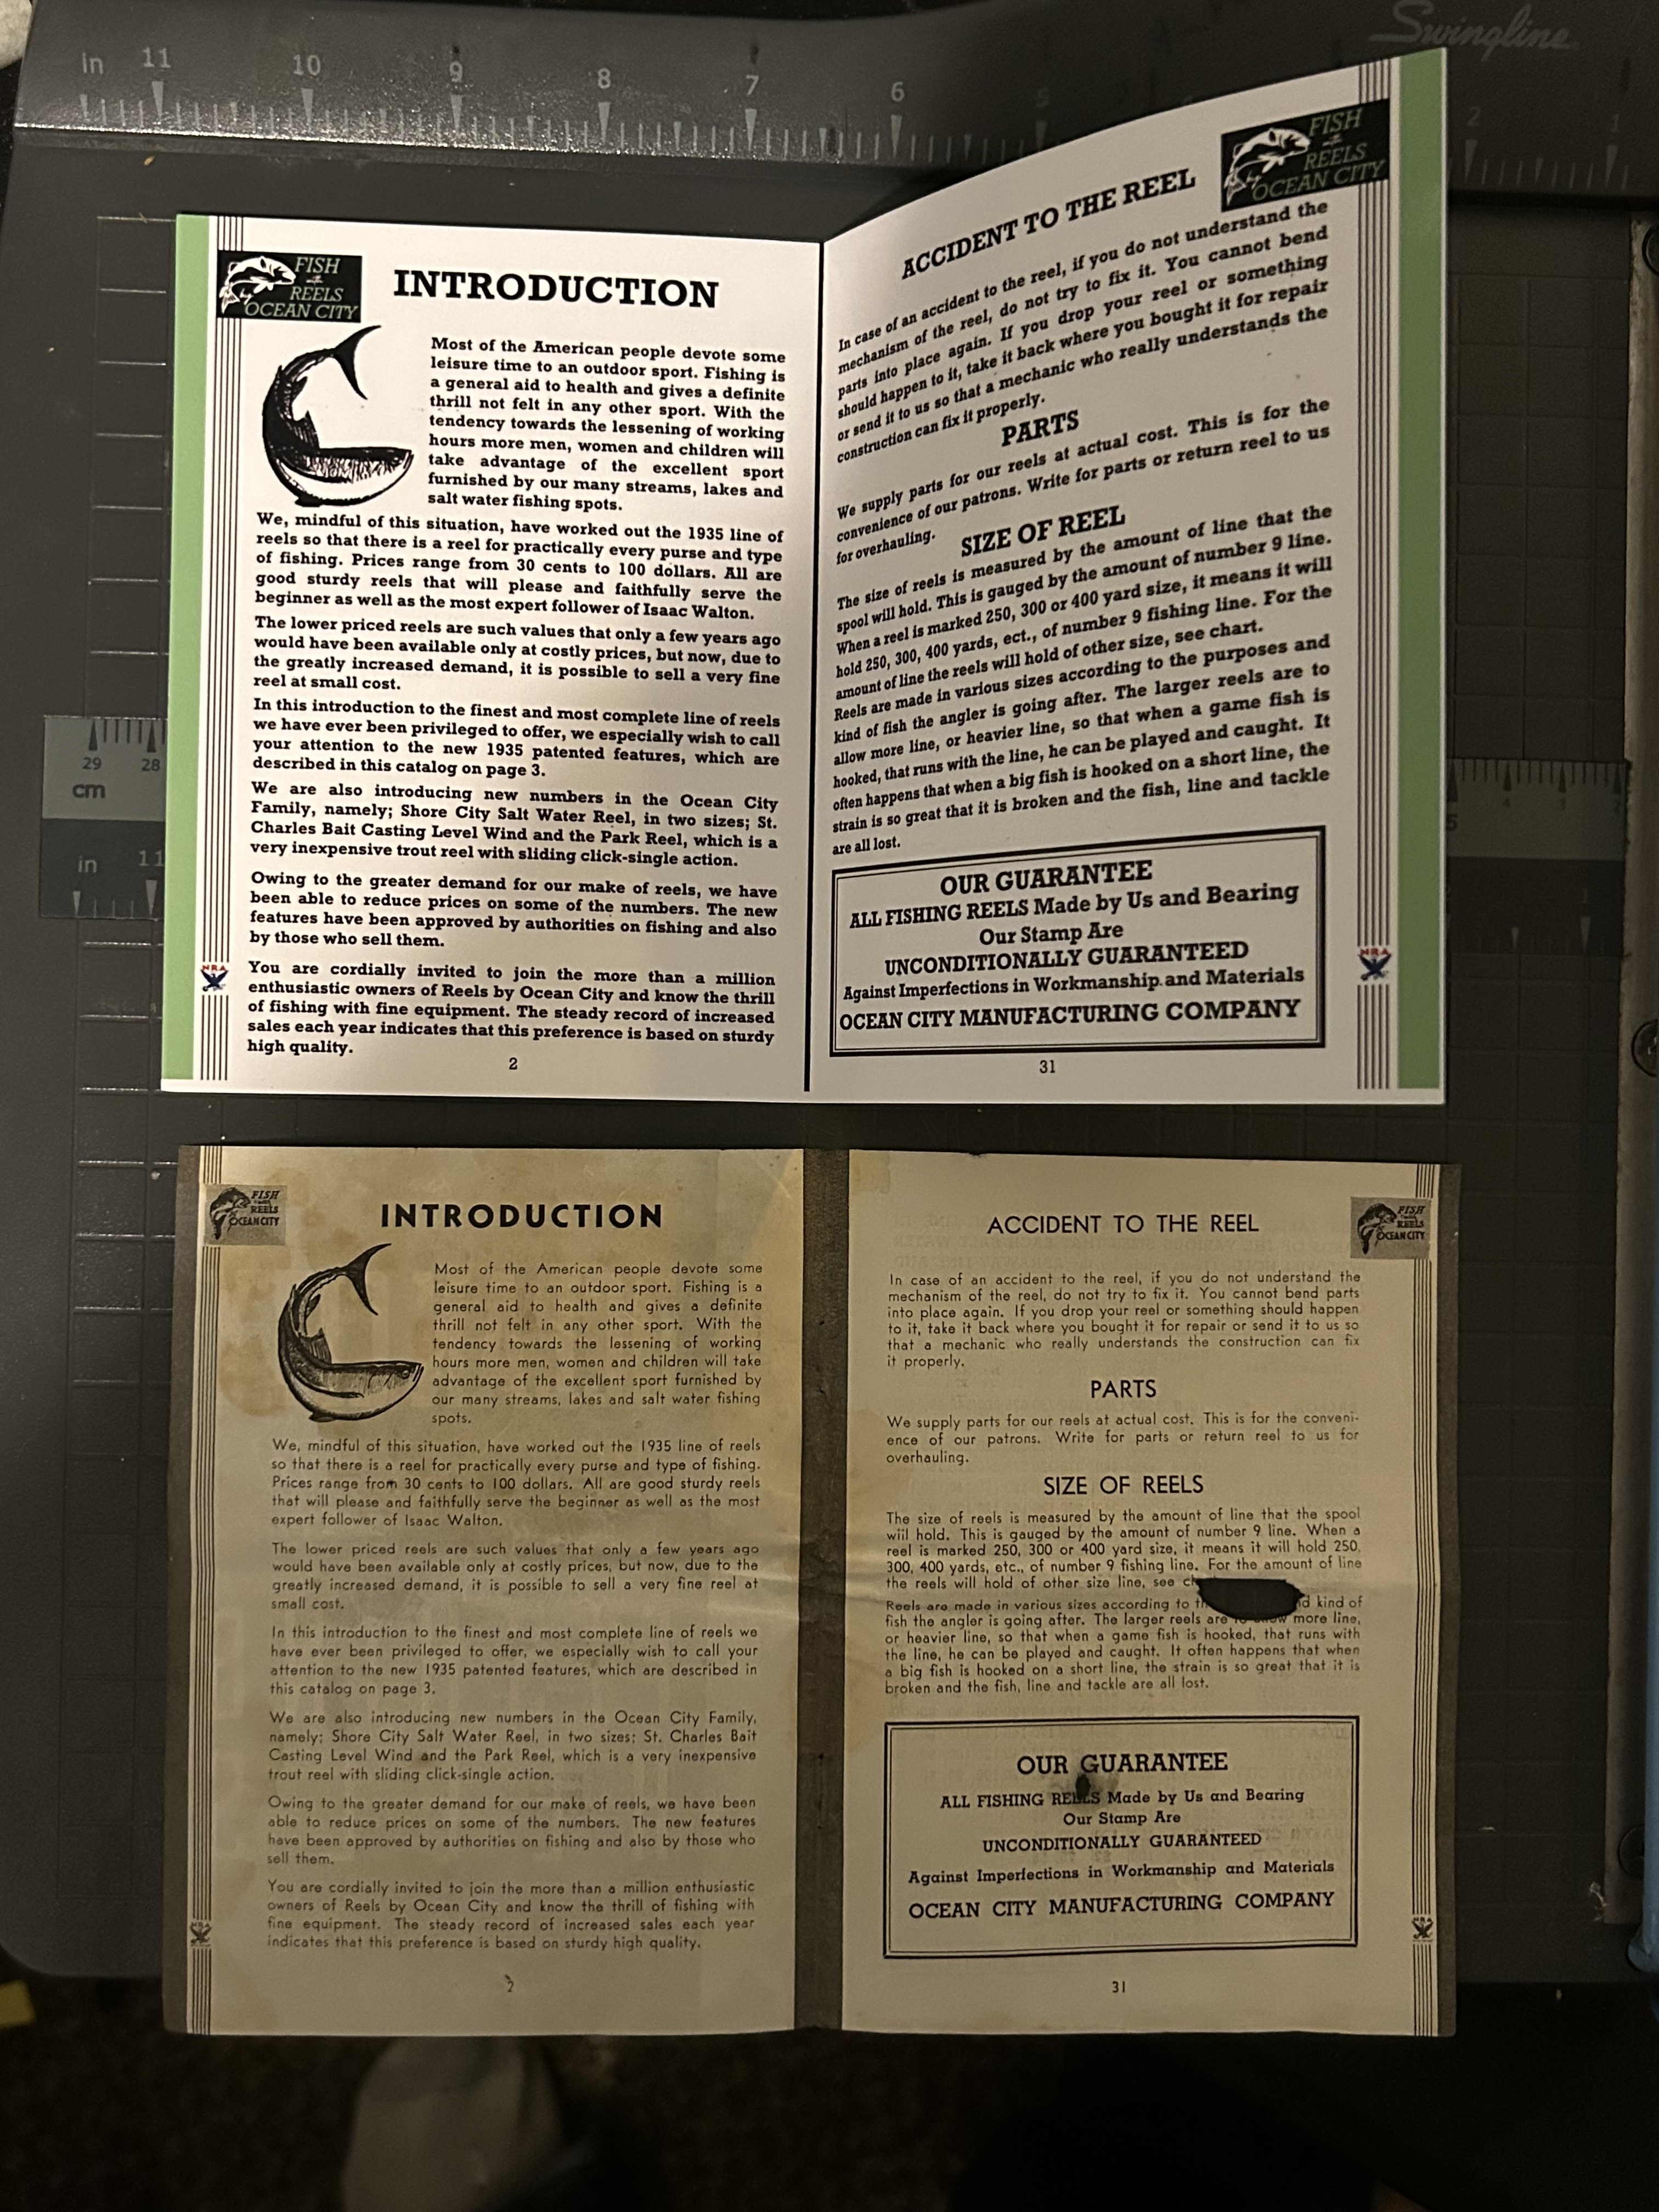 Swingline
in 11 10 9 8 7 6 5 2 1
FISH
REELS
OCEAN CITY
INTRODUCTION
Most of the American people devote some
leisure time to an outdoor sport. Fishing is
a general aid to health and gives a definite
thrill not felt in any other sport. With the
tendency towards the lessening of working
hours more men, women and children will
take advantage of the excellent sport
furnished by our many streams, lakes and
salt water fishing spots.
We, mindful of this situation, have worked out the 1935 line of
reels so that there is a reel for practically every purse and type
of fishing. Prices range from 30 cents to 100 dollars. All are
good sturdy reels that will please and faithfully serve the
beginner as well as the most expert follower of Isaac Walton.
The lower priced reels are such values that only a few years ago
would have been available only at costly prices, but now, due to
the greatly increased demand, it is possible to sell a very fine
reel at small cost.
In this introduction to the finest and most complete line of reels
we have ever been privileged to offer, we especially wish to call
your attention to the new 1935 patented features, which are
described in this catalog on page 3.
We are also introducing new numbers in the Ocean City
Family, namely; Shore City Salt Water Reel, in two sizes; St.
Charles Bait Casting Level Wind and the Park Reel, which is a
very inexpensive trout reel with sliding click-single action.
Owing to the greater demand for our make of reels, we have
been able to reduce prices on some of the numbers. The new
features have been approved by authorities on fishing and also
by those who sell them.
You are cordially invited to join the more than a million
enthusiastic owners of Reels by Ocean City and know the thrill
of fishing with fine equipment. The steady record of increased
sales each year indicates that this preference is based on sturdy
high quality.
NRA
2
FISH
REELS
OCEAN CITY
ACCIDENT TO THE REEL
In case of an accident to the reel, if you do not understand the
mechanism of the reel, do not try to fix it. You cannot bend
parts into place again. If you drop your reel or something
should happen to it, take it back where you bought it for repair
or send it to us so that a mechanic who really understands the
construction can fix it properly.
PARTS
We supply parts for our reels at actual cost. This is for the
convenience of our patrons. Write for parts or return reel to us
for overhauling.
SIZE OF REEL
The size of reels is measured by the amount of line that the
spool will hold. This is gauged by the amount of number 9 line.
When a reel is marked 250, 300 or 400 yard size, it means it will
hold 250, 300, 400 yards, ect., of number 9 fishing line. For the
amount of line the reels will hold of other size, see chart.
Reels are made in various sizes according to the purposes and
kind of fish the angler is going after. The larger reels are to
allow more line, or heavier line, so that when a game fish is
hooked, that runs with the line, he can be played and caught. It
often happens that when a big fish is hooked on a short line, the
strain is so great that it is broken and the fish, line and tackle
are all lost.
OUR GUARANTEE
ALL FISHING REELS Made by Us and Bearing
Our Stamp Are
UNCONDITIONALLY GUARANTEED
Against Imperfections in Workmanship and Materials
OCEAN CITY MANUFACTURING COMPANY
NRA
31
29 28
cm
in 11
4 3 2
5
1
FISH
REELS
OCEAN CITY
INTRODUCTION
Most of the American people devote some
leisure time to an outdoor sport. Fishing is a
general aid to health and gives a definite
thrill not felt in any other sport. With the
tendency towards the lessening of working
hours more men, women and children will take
advantage of the excellent sport furnished by
our many streams, lakes and salt water fishing
spots.
We, mindful of this situation, have worked out the 1935 line of reels
so that there is a reel for practically every purse and type of fishing.
Prices range from 30 cents to 100 dollars. All are good sturdy reels
that will please and faithfully serve the beginner as well as the most
expert follower of Isaac Walton.
The lower priced reels are such values that only a few years ago
would have been available only at costly prices, but now, due to the
greatly increased demand, it is possible to sell a very fine reel at
small cost.
In this introduction to the finest and most complete line of reels we
have ever been privileged to offer, we especially wish to call your
attention to the new 1935 patented features, which are described in
this catalog on page 3.
We are also introducing new numbers in the Ocean City Family,
namely; Shore City Salt Water Reel, in two sizes; St. Charles Bait
Casting Level Wind and the Park Reel, which is a very inexpensive
trout reel with sliding click-single action.
Owing to the greater demand for our make of reels, we have been
able to reduce prices on some of the numbers. The new features
have been approved by authorities on fishing and also by those who
sell them.
You are cordially invited to join the more than a million enthusiastic
owners of Reels by Ocean City and know the thrill of fishing with
fine equipment. The steady record of increased sales each year
indicates that this preference is based on sturdy high quality.
2
FISH
REELS
OCEAN CITY
ACCIDENT TO THE REEL
In case of an accident to the reel, if you do not understand the
mechanism of the reel, do not try to fix it. You cannot bend parts
into place again. If you drop your reel or something should happen
to it, take it back where you bought it for repair or send it to us so
that a mechanic who really understands the construction can fix
it properly.
PARTS
We supply parts for our reels at actual cost. This is for the conveni-
ence of our patrons. Write for parts or return reel to us for
overhauling.
SIZE OF REELS
The size of reels is measured by the amount of line that the spool
wiil hold. This is gauged by the amount of number 9 line. When a
reel is marked 250, 300 or 400 yard size, it means it will hold 250,
300, 400 yards, etc., of number 9 fishing line. For the amount of line
the reels will hold of other size line, see
Reels are made in various sizes according to kind of
fish the angler is going after. The larger reels are to allow more line,
or heavier line, so that when a game fish is hooked, that runs with
the line, he can be played and caught. It often happens that when
a big fish is hooked on a short line, the strain is so great that it is
broken and the fish, line and tackle are all lost.
OUR GUARANTEE
ALL FISHING REELS Made by Us and Bearing
Our Stamp Are
UNCONDITIONALLY GUARANTEED
Against Imperfections in Workmanship and Materials
OCEAN CITY MANUFACTURING COMPANY
31